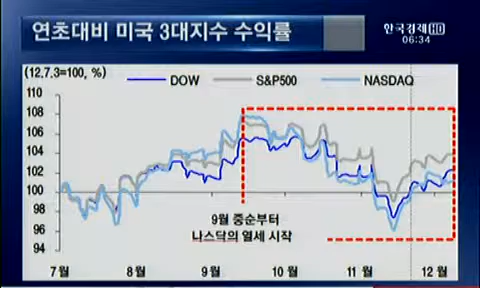 연초대비 미국 3대지수 수익률
한국경제HD
06:34
(12.7.3=100, %)
DOW
S&P500
NASDAQ
110
108
106
104
102
100
98
96
94
9월 중순부터
나스닥의 열세 시작
7월
8월
9월
10월
11월
12월